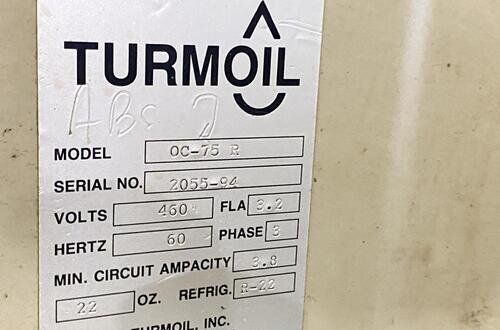 TURMOIL
ABS 2
MODEL OC-75 R
SERIAL NO. 2055-94
VOLTS 460 FLA 3.2
HERTZ 60 PHASE 3
MIN. CIRCUIT AMPACITY 3.8
22 OZ. REFRIG. R-22
TURMOIL, INC.